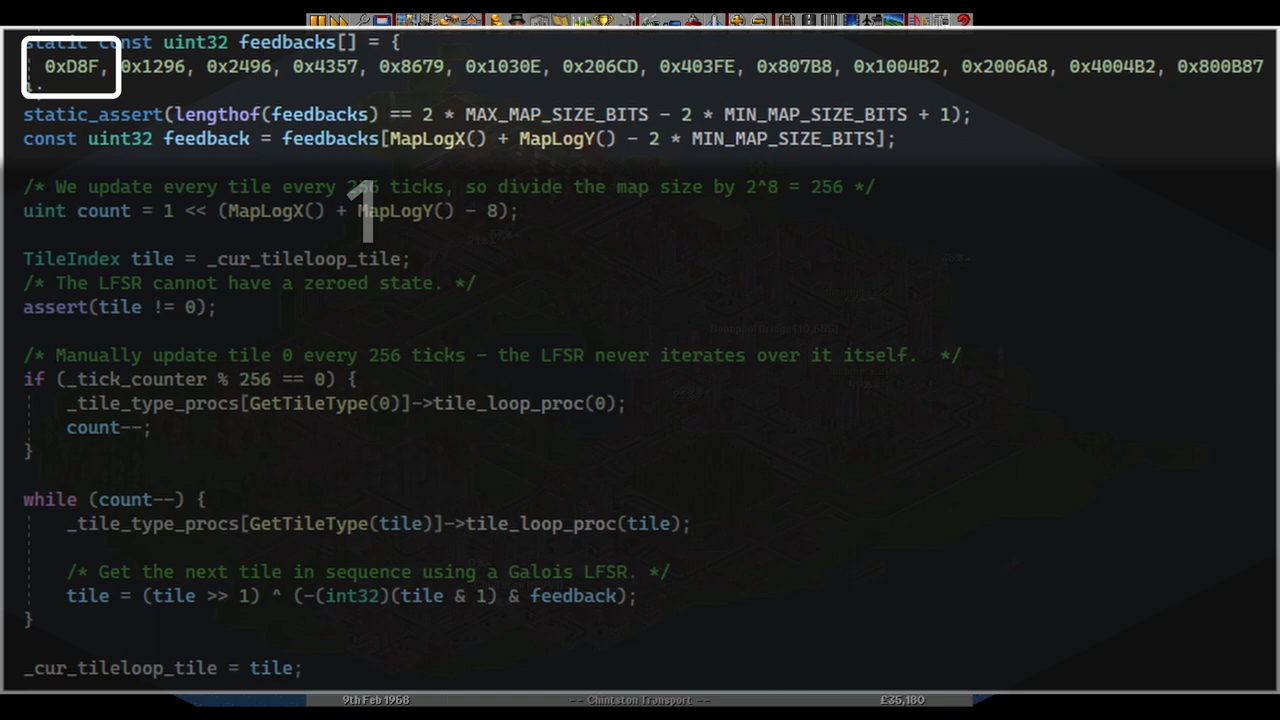 static const uint32 feedbacks[] = {
0xD8F, 0x1296, 0x2496, 0x4357, 0x8679, 0x1030E, 0x206CD, 0x403FE, 0x807B8, 0x1004B2, 0x2006A8, 0x4004B2, 0x800B87
};
static_assert(lengthof(feedbacks) == 2 * MAX_MAP_SIZE_BITS - 2 * MIN_MAP_SIZE_BITS + 1);
const uint32 feedback = feedbacks[MapLogX() + MapLogY() - 2 * MIN_MAP_SIZE_BITS];
/* We update every tile every 256 ticks, so divide the map size by 2^8 = 256 */
1
uint count = 1 << (MapLogX() + MapLogY() - 8);
TileIndex tile = _cur_tileloop_tile;
/* The LFSR cannot have a zeroed state. */
assert(tile != 0);
/* Manually update tile 0 every 256 ticks - the LFSR never iterates over it itself.  */
if (_tick_counter % 256 == 0) {
_tile_type_procs[GetTileType(0)]->tile_loop_proc(0);
count--;
}
while (count--) {
_tile_type_procs[GetTileType(tile)]->tile_loop_proc(tile);
/* Get the next tile in sequence using a Galois LFSR. */
tile = (tile >> 1) ^ (-(int32)(tile & 1) & feedback);
}
_cur_tileloop_tile = tile;
9th Feb 1968
-- Chintston Transport --
£35,180